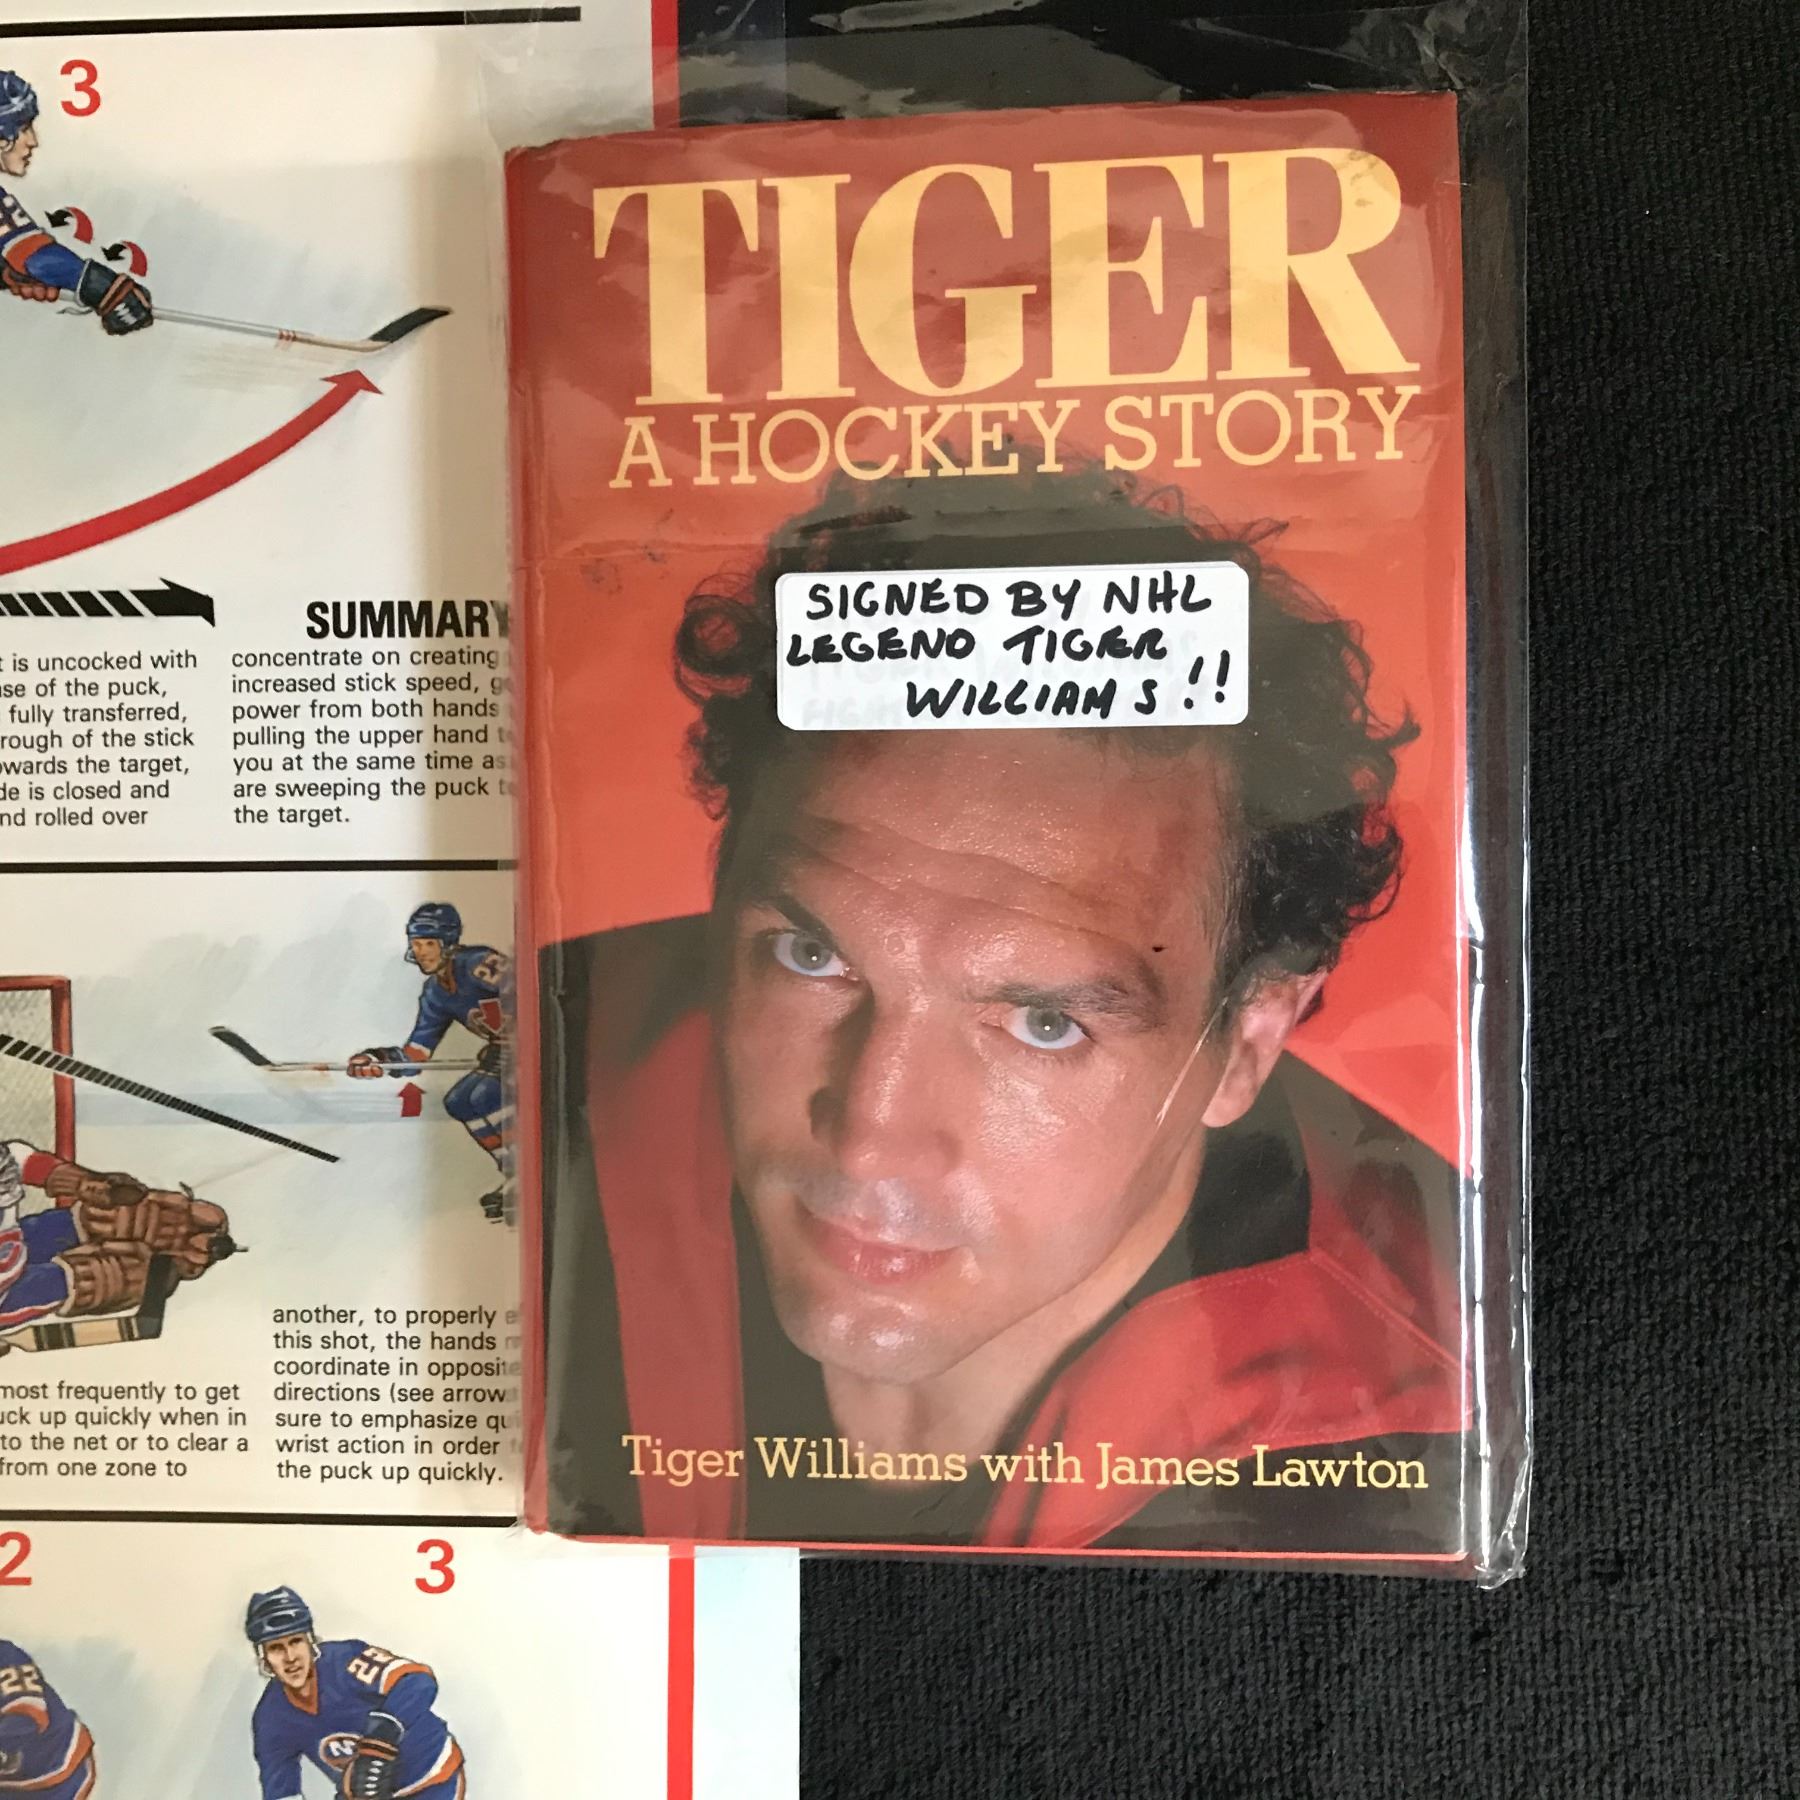 3
t is uncocked with
se of the puck,
fully transferred,
rough of the stick
wards the target,
de is closed and
nd rolled over
SUMMARY
concentrate on creating
increased stick speed,
power from both hands
pulling the upper hand
you at the same time as
are sweeping the puck
the target.
most frequently to get
uck up quickly when in
to the net or to clear a
from one zone to
another, to properly
this shot, the hands
coordinate in opposite
directions (see arrow
sure to emphasize
wrist action in order
the puck up quickly.
2
3
22
TIGER
A HOCKEY STORY
SIGNED BY NHL
LEGEND TIGER
WILLIAMS!!
Tiger Williams with James Lawton